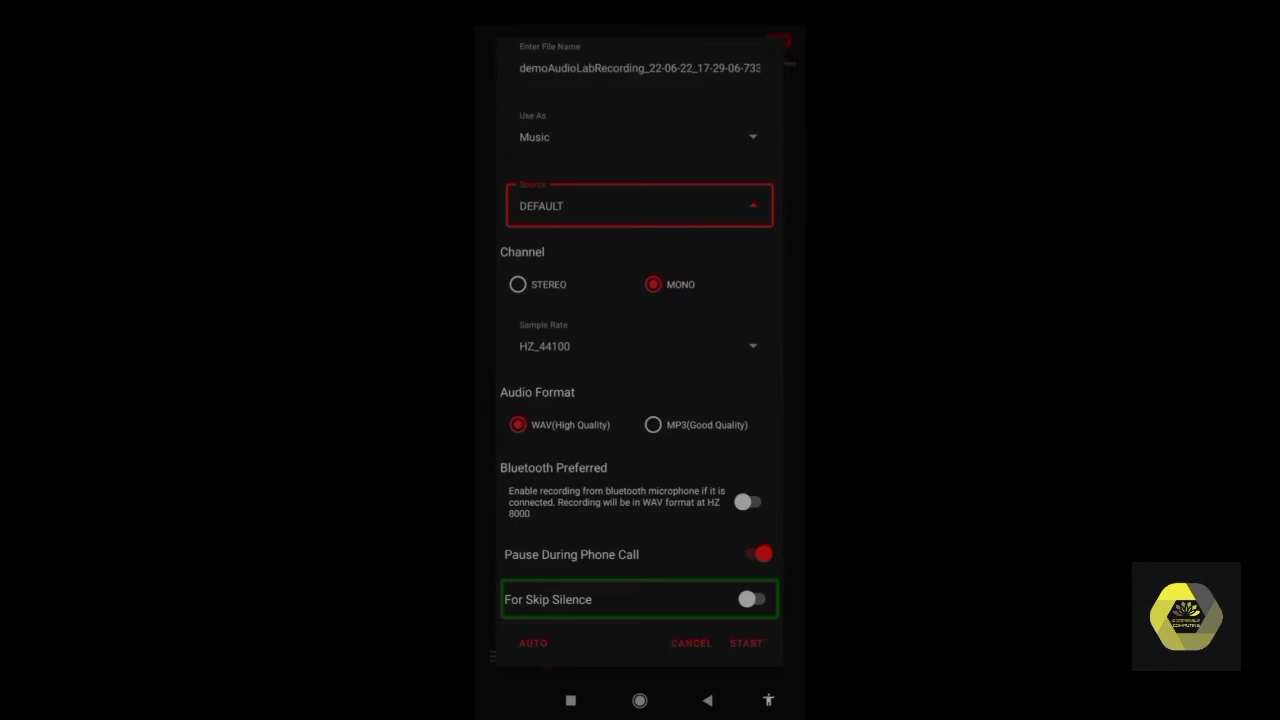 Enter File Name
demoAudioLabRecording_22-06-22_17-29-06-733
Use As
Music
Source
DEFAULT
Channel
STEREO MONO
Sample Rate
HZ_44100
Audio Format
WAV(High Quality) MP3(Good Quality)
Bluetooth Preferred
Enable recording from bluetooth microphone if it is
connected. Recording will be in WAV format at HZ
8000
Pause During Phone Call
For Skip Silence
AUTO CANCEL START
ACCESSIBLE
COMPUTING